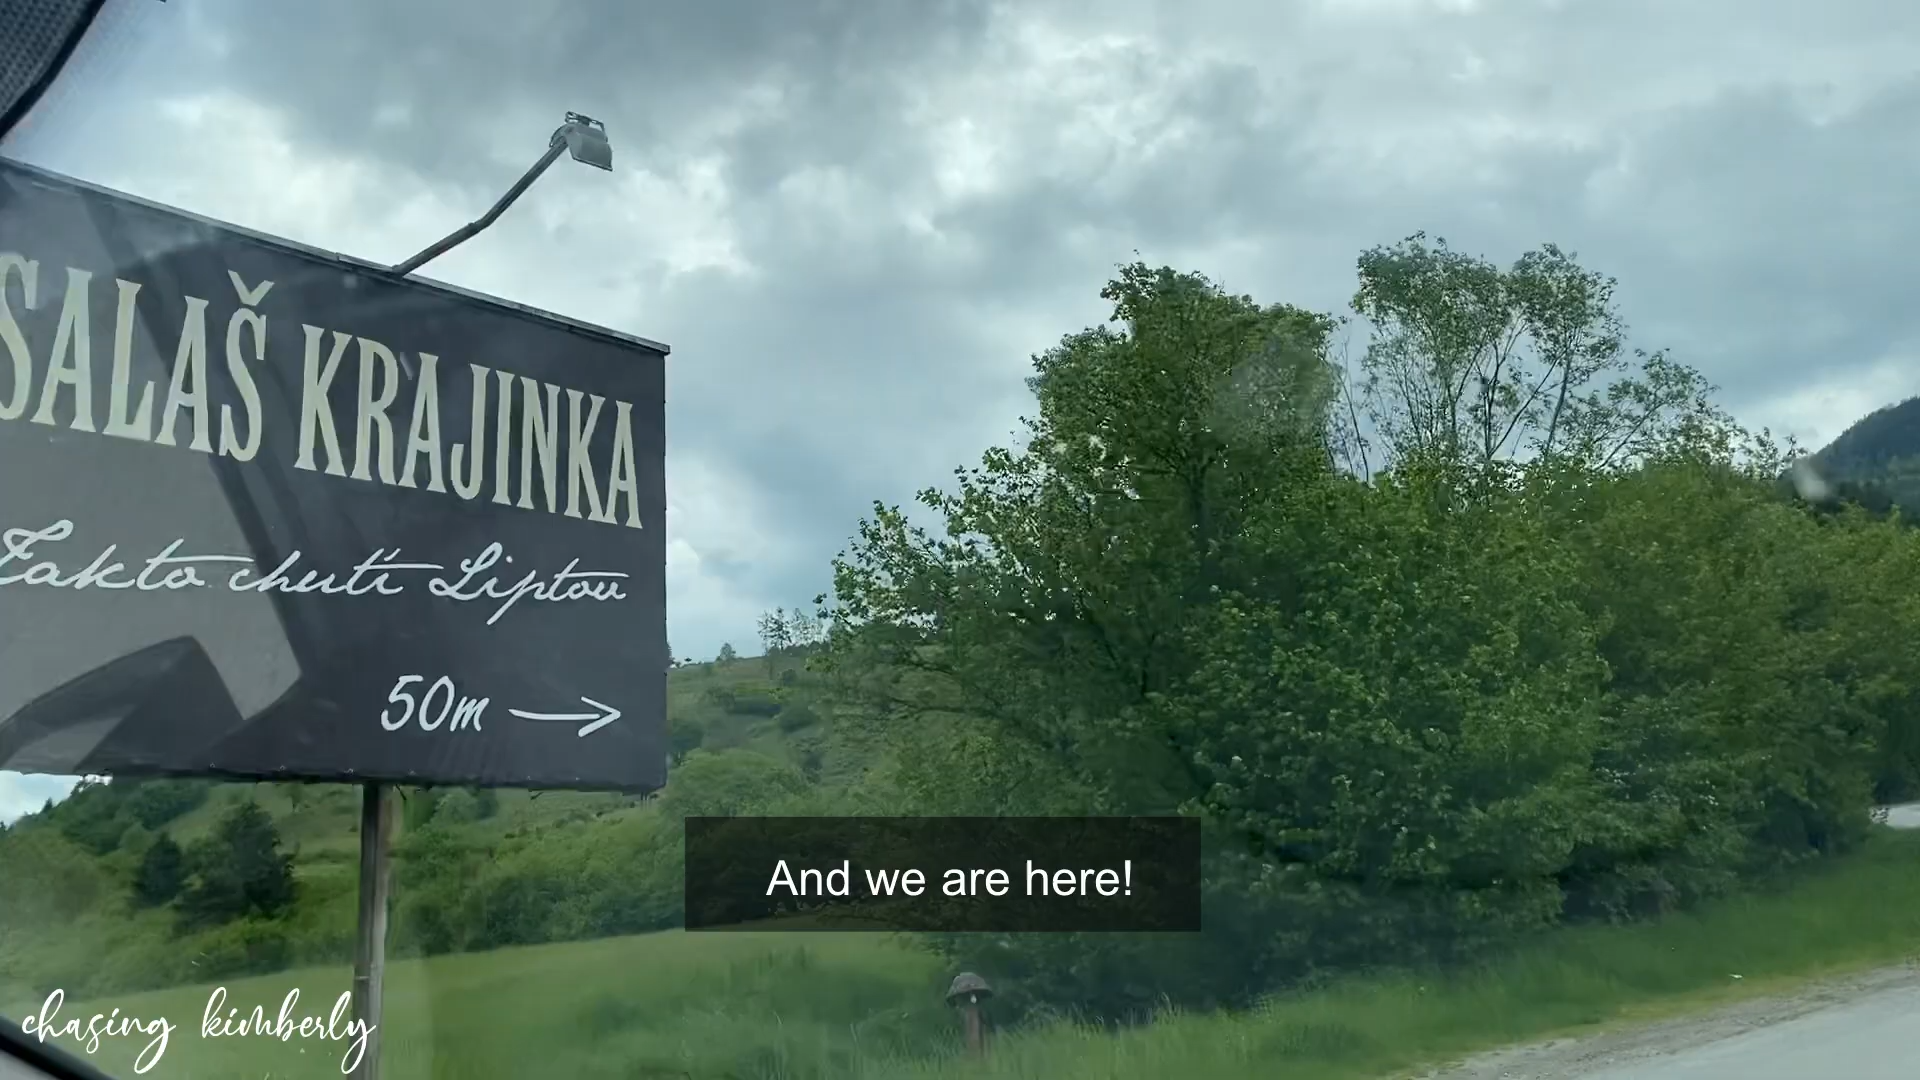 SALAŠ KRAJINKA
Takto chutí Liptov
50m
And we are here!
chasing kimberly